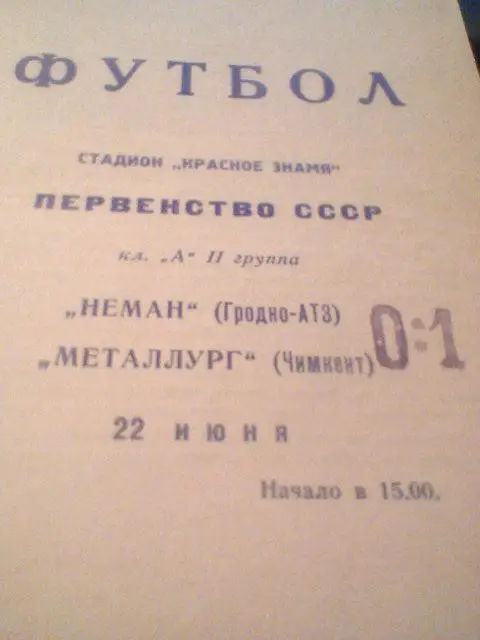 ФУТБОЛ
СТАДИОН „КРАСНОЕ ЗНАМЯ"
ПЕРВЕНСТВО СССР
кл. „А" II группа
„НЕМАН" (Гродно-АТЗ)
„МЕТАЛЛУРГ" (Чимкент)
0:1
22 ИЮНЯ
Начало в 15.00.